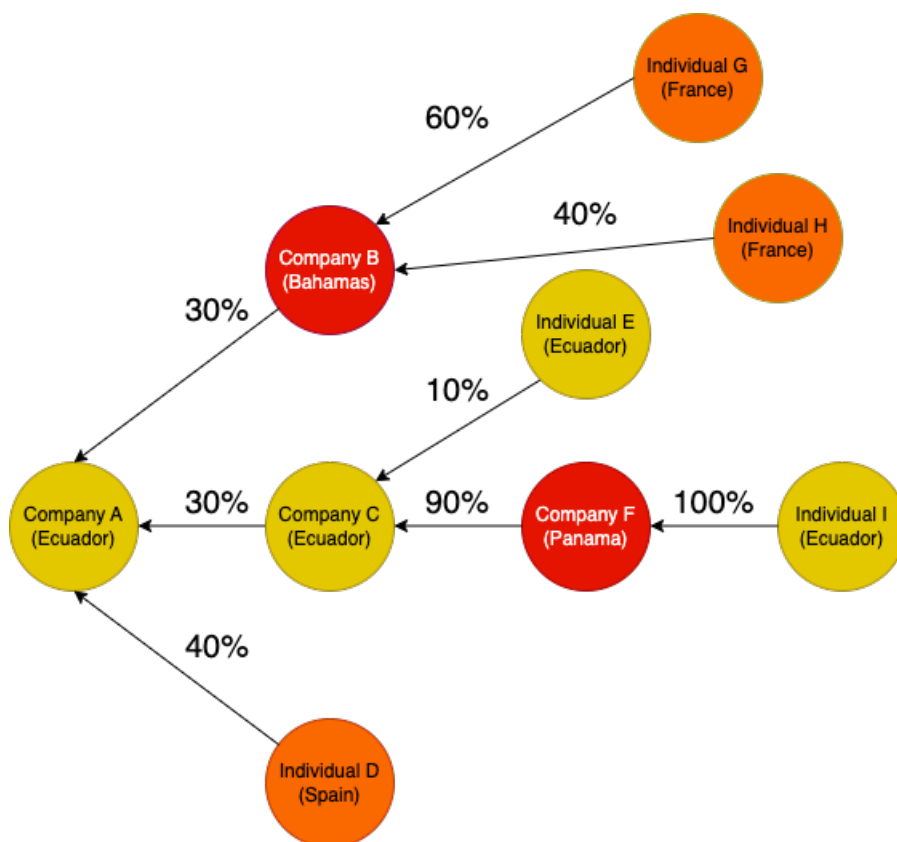 Individual G
(France)
60%
40%
Individual H
(France)
Company B
(Bahamas)
30%
Individual E
(Ecuador)
10%
Company A
(Ecuador)
30%
Company C
(Ecuador)
90%
Company F
(Panama)
100%
Individual I
(Ecuador)
40%
Individual D
(Spain)